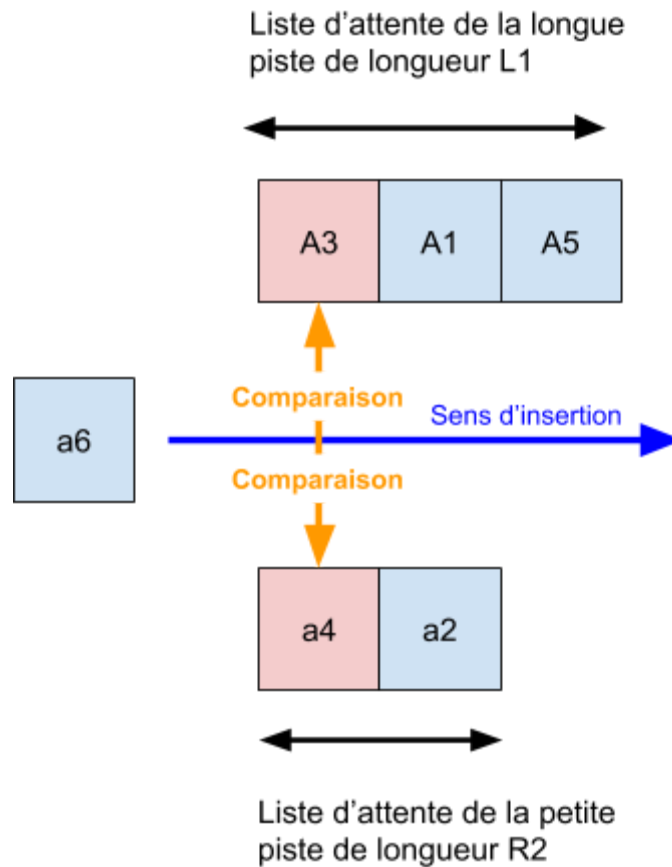 Liste d'attente de la longue
piste de longueur L1
A3 A1 A5
Comparaison
Sens d'insertion
a6
Comparaison
a4 a2
Liste d'attente de la petite
piste de longueur R2